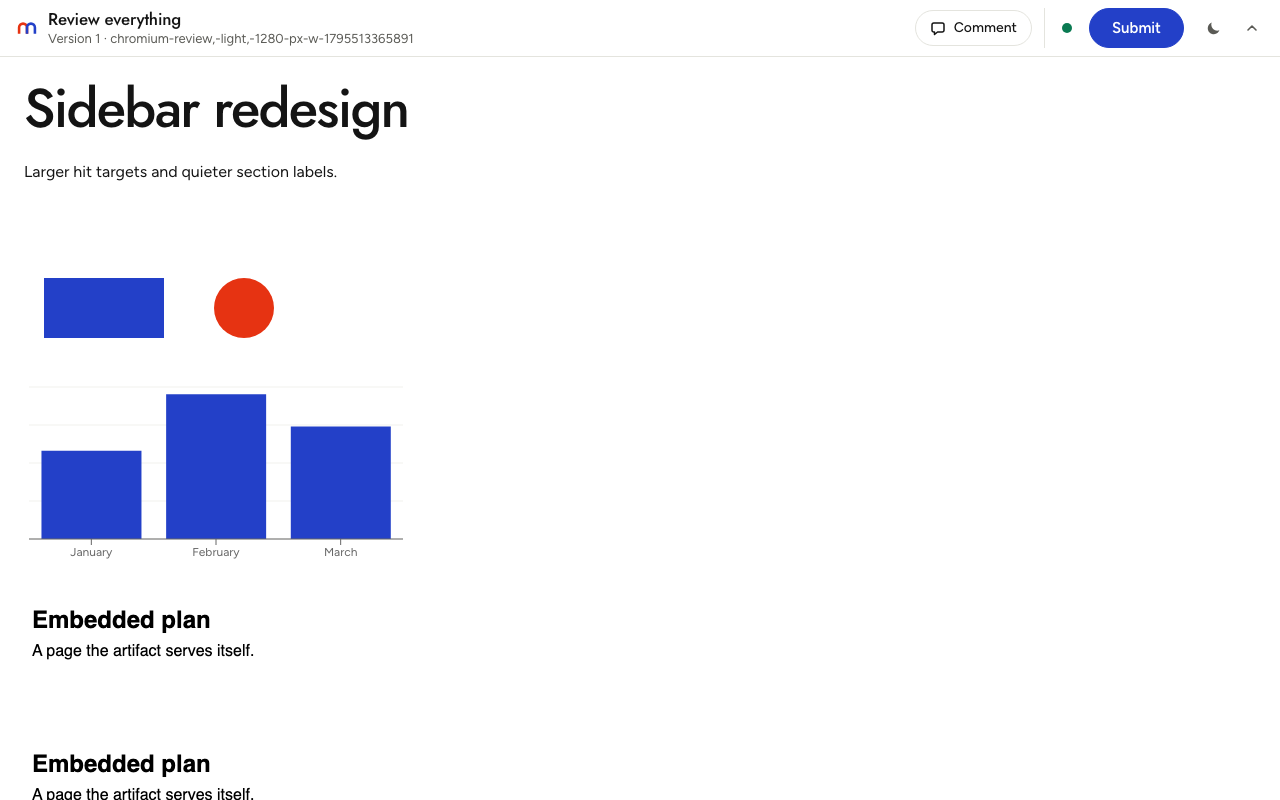 Review everything
Version 1 · chromium-review,-light,-1280-px-w-1795513365891
Comment
Submit
Sidebar redesign
Larger hit targets and quieter section labels.
January February March
Embedded plan
A page the artifact serves itself.
Embedded plan
A page the artifact serves itself.